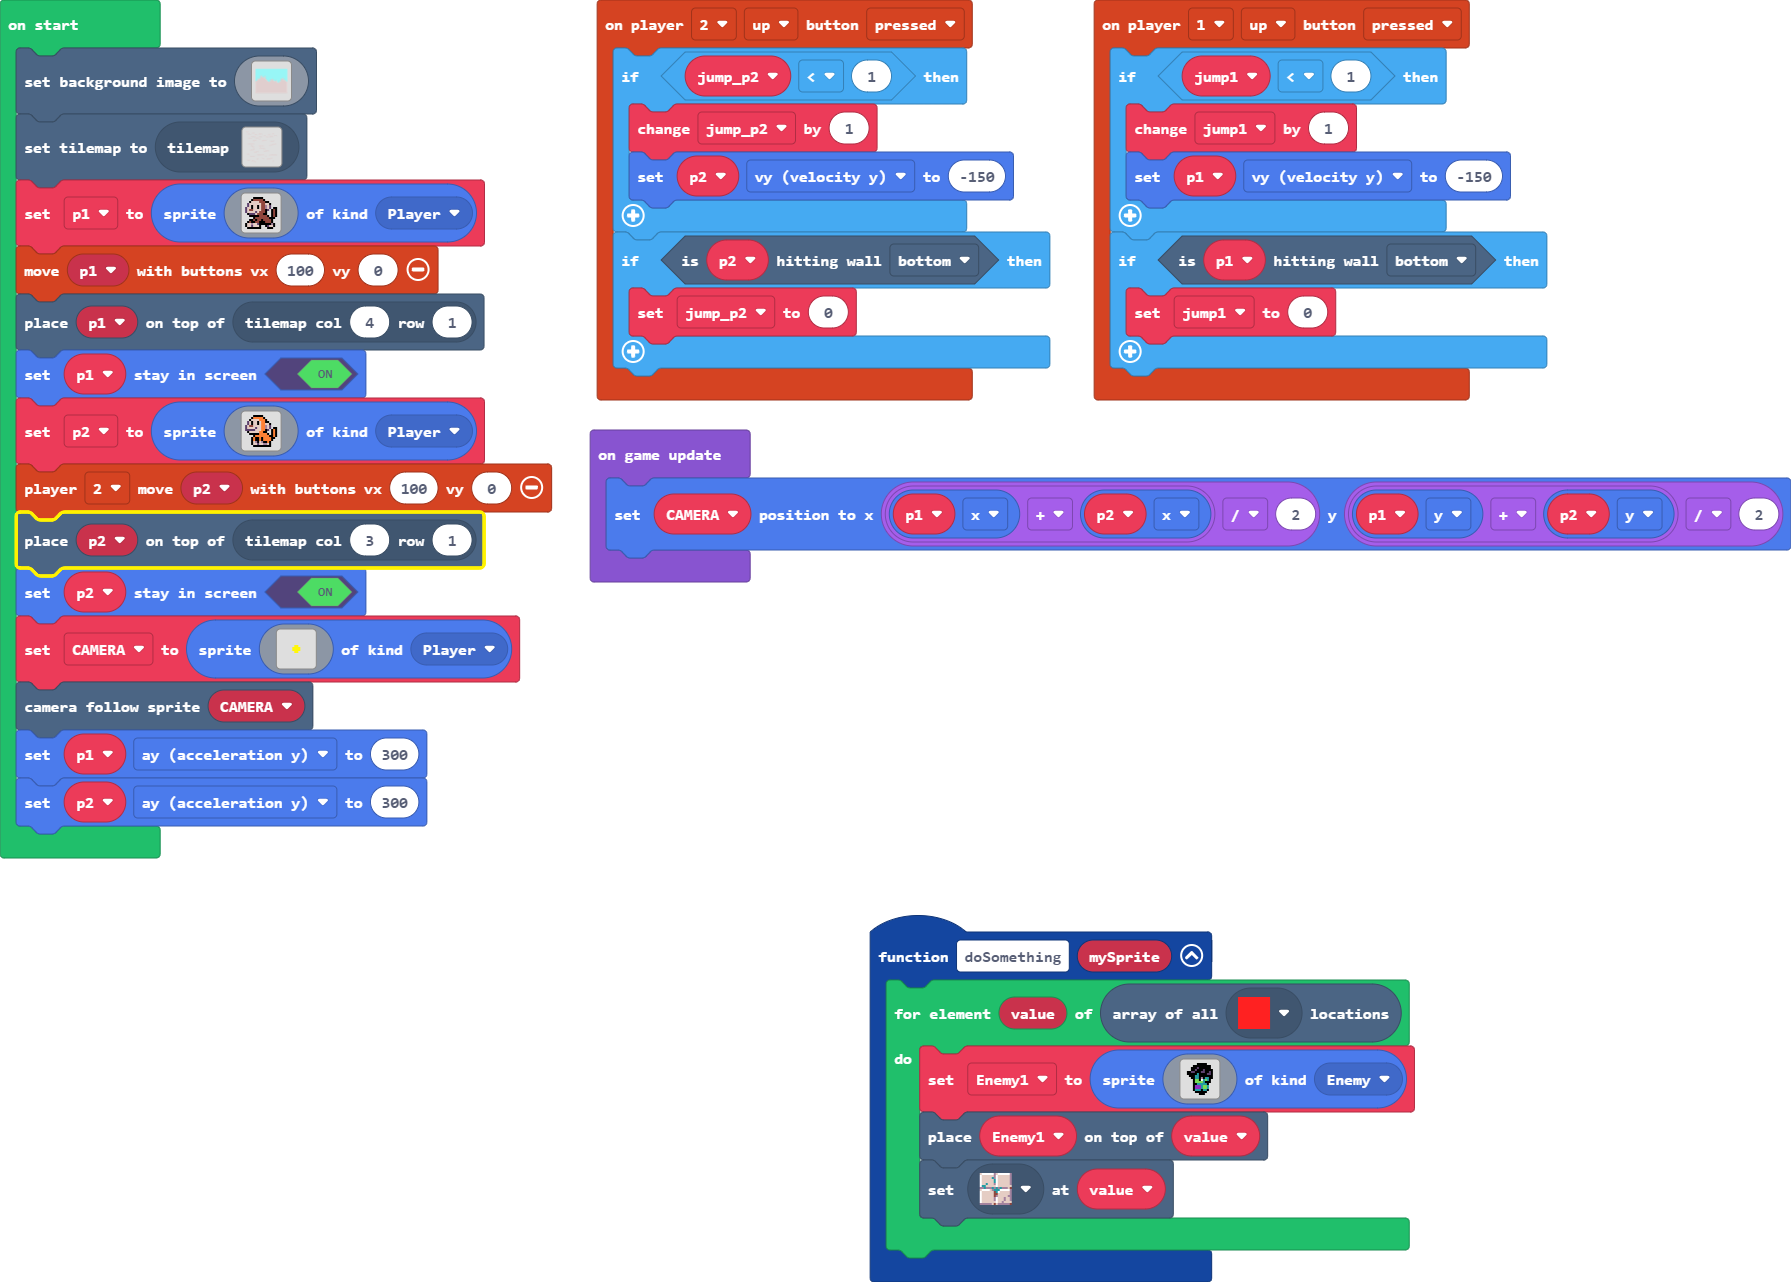 on start
set background image to
set tilemap to tilemap
set p1 to sprite of kind Player
move p1 with buttons vx 100 vy 0
place p1 on top of tilemap col 4 row 1
set p1 stay in screen ON
set p2 to sprite of kind Player
player 2 move p2 with buttons vx 100 vy 0
place p2 on top of tilemap col 3 row 1
set p2 stay in screen ON
set CAMERA to sprite of kind Player
camera follow sprite CAMERA
set p1 ay (acceleration y) to 300
set p2 ay (acceleration y) to 300
on player 2 up button pressed
if jump_p2 < 1 then
change jump_p2 by 1
set p2 vy (velocity y) to -150
if is p2 hitting wall bottom then
set jump_p2 to 0
on player 1 up button pressed
if jump1 < 1 then
change jump1 by 1
set p1 vy (velocity y) to -150
if is p1 hitting wall bottom then
set jump1 to 0
on game update
set CAMERA position to x p1 x + p2 x / 2 y p1 y + p2 y / 2
function doSomething mySprite
for element value of array of all locations
do
set Enemy1 to sprite of kind Enemy
place Enemy1 on top of value
set at value